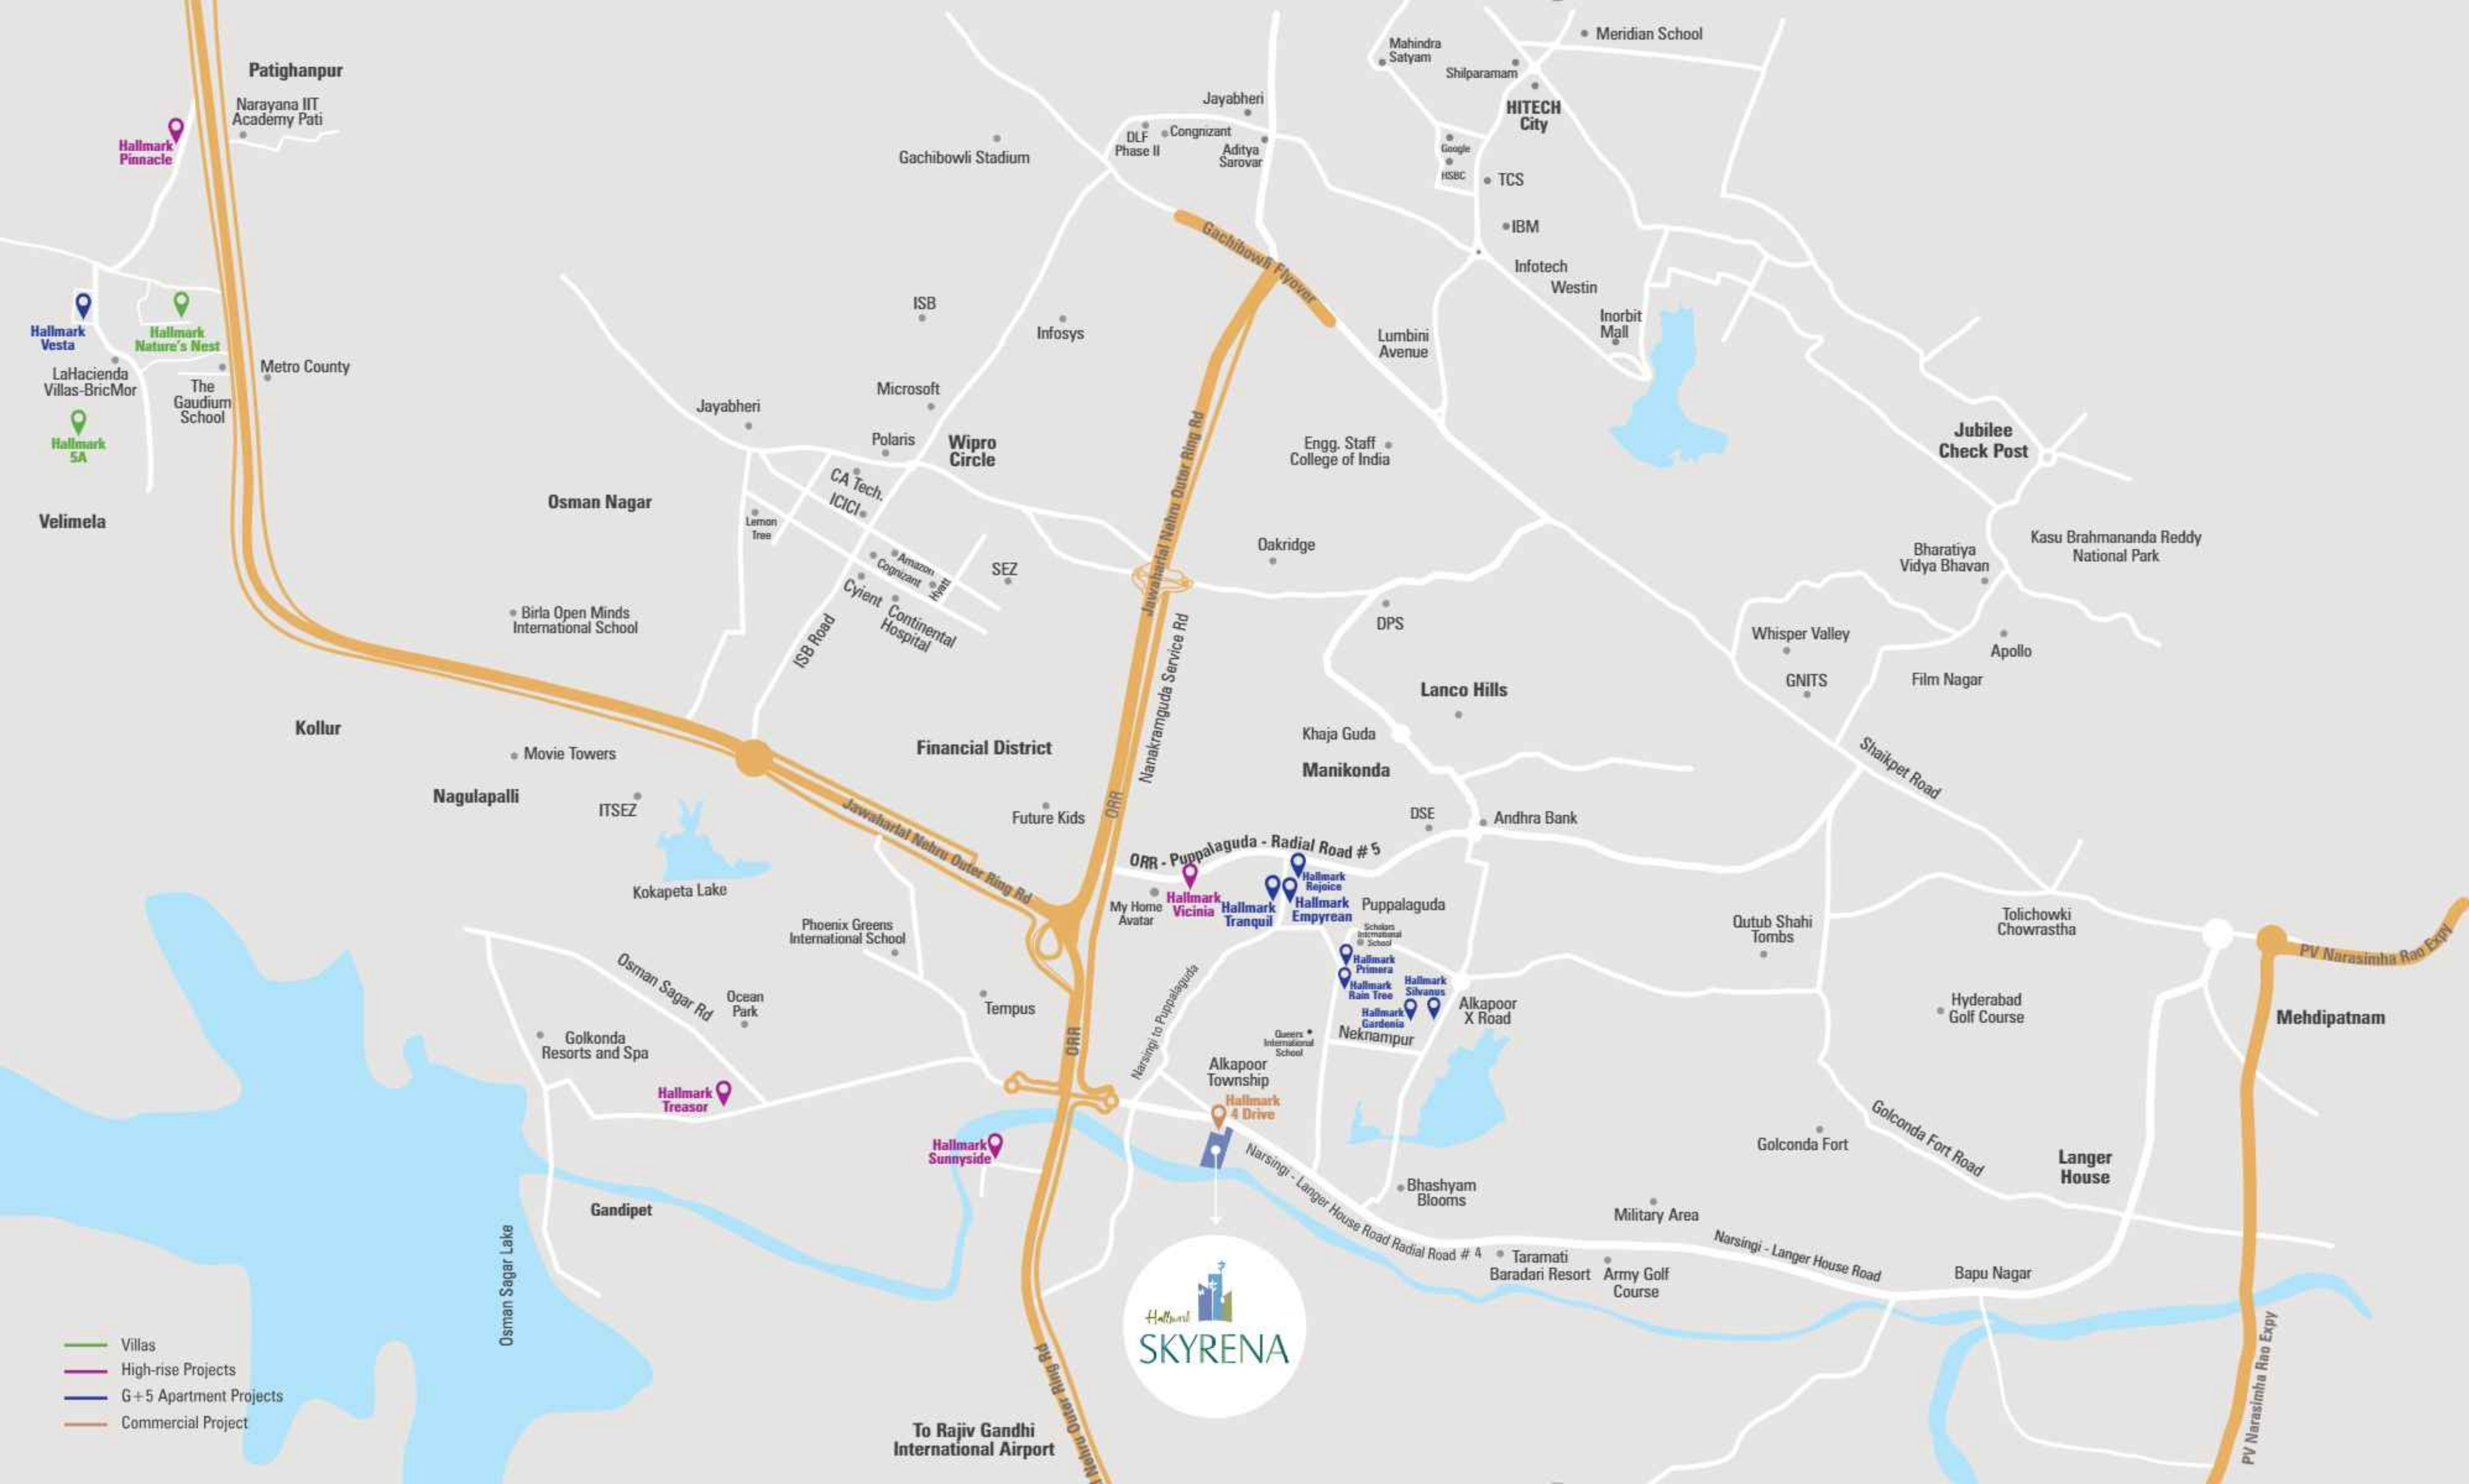 Patighanpur
Narayana IIT
Academy Pati
Hallmark
Pinnacle
Hallmark
Vesta
Hallmark
Nature's Nest
LaHacienda
Villas-BricMor
The
Gaudium
School
Metro County
Hallmark
5A
Velimela
Gachibowli Stadium
Jayabheri
DLF
Phase II
Congnizant
Aditya
Sarovar
Mahindra
Satyam
Shilparamam
Meridian School
HITECH
City
Google
HSBC
TCS
IBM
Infotech
Westin
Inorbit
Mall
Gachibowli Flyover
ISB
Infosys
Lumbini
Avenue
Microsoft
Jayabheri
Polaris
Wipro
Circle
CA Tech.
ICICI
Lemon
Tree
Amazon
Cognizant
Hyatt
Cyient
Continental
Hospital
SEZ
ISB Road
Osman Nagar
Birla Open Minds
International School
Jawaharlal Nehru Outer Ring Rd
Nanakramguda Service Rd
Engg. Staff
College of India
Oakridge
DPS
Jubilee
Check Post
Kasu Brahmananda Reddy
National Park
Bharatiya
Vidya Bhavan
Whisper Valley
Apollo
GNITS
Film Nagar
Lanco Hills
Khaja Guda
Manikonda
Shaikpet Road
Kollur
Movie Towers
Nagulapalli
ITSEZ
Financial District
Future Kids
ORR
Jawaharlal Nehru Outer Ring Rd
DSE
Andhra Bank
ORR - Puppalaguda - Radial Road # 5
Kokapeta Lake
My Home
Avatar
Hallmark
Vicinia
Hallmark
Tranquil
Hallmark
Rejoice
Hallmark
Empyrean
Puppalaguda
Scholars
International
School
Hallmark
Primera
Hallmark
Rain Tree
Hallmark
Silvanus
Hallmark
Gardenia
Alkapoor
X Road
Neknampur
Queens
International
School
Phoenix Greens
International School
Tempus
ORR
Narsingi to Puppalaguda
Osman Sagar Rd
Ocean
Park
Golkonda
Resorts and Spa
Hallmark
Treasor
Alkapoor
Township
Hallmark
4 Drive
Hallmark
Sunnyside
Qutub Shahi
Tombs
Tolichowki
Chowrastha
PV Narasimha Rao Expy
Hyderabad
Golf Course
Mehdipatnam
Golconda Fort
Golconda Fort Road
Langer
House
Gandipet
Osman Sagar Lake
Bhashyam
Blooms
Military Area
Narsingi - Langer House Road Radial Road # 4
Taramati
Baradari Resort
Army Golf
Course
Narsingi - Langer House Road
Bapu Nagar
Hallmark
SKYRENA
Villas
High-rise Projects
G+5 Apartment Projects
Commercial Project
Nehru Outer Ring Rd
To Rajiv Gandhi
International Airport
PV Narasimha Rao Expy